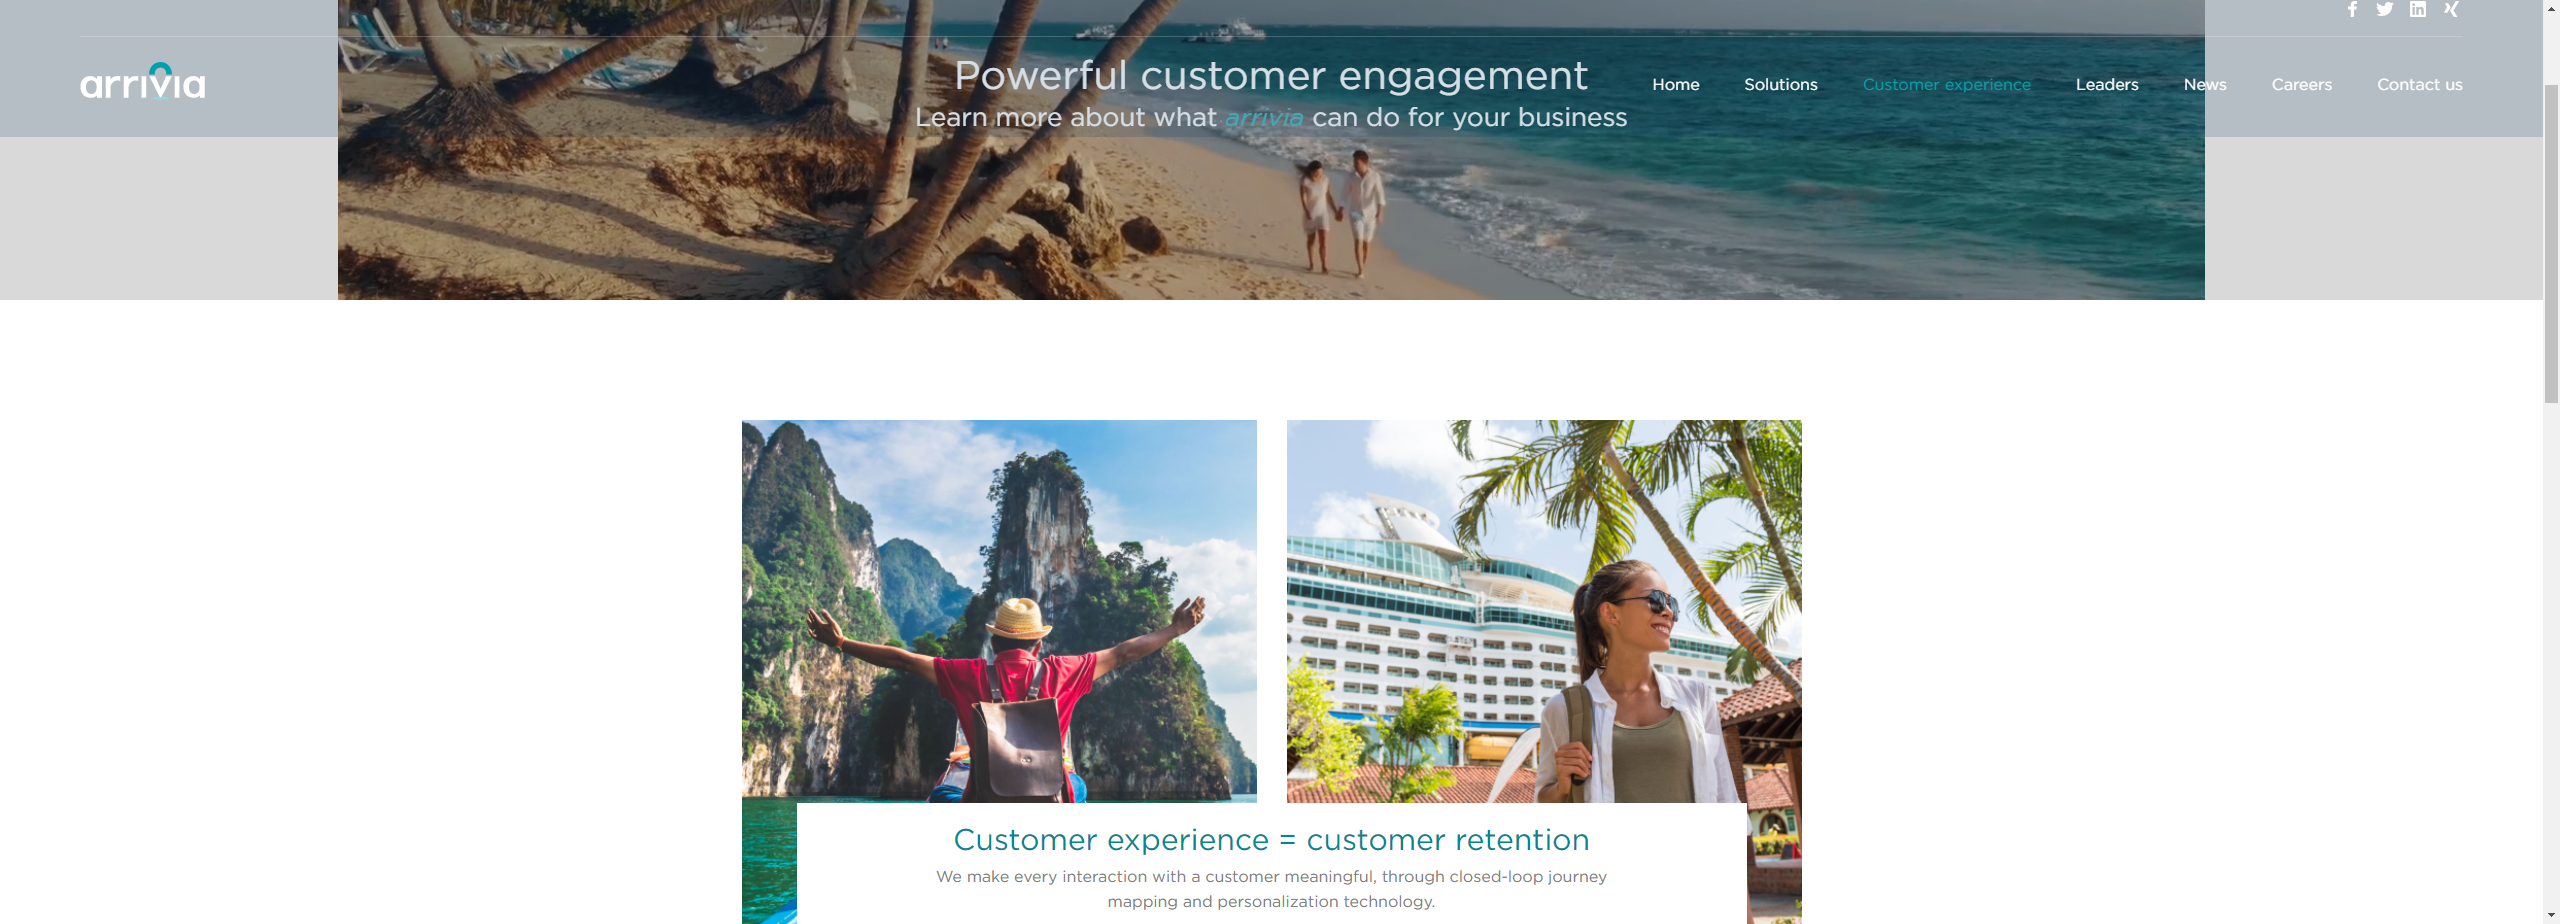 arrivia
Home Solutions Customer experience Leaders News Careers Contact us
Powerful customer engagement
Learn more about what arrivia can do for your business
Customer experience = customer retention
We make every interaction with a customer meaningful, through closed-loop journey
mapping and personalization technology.